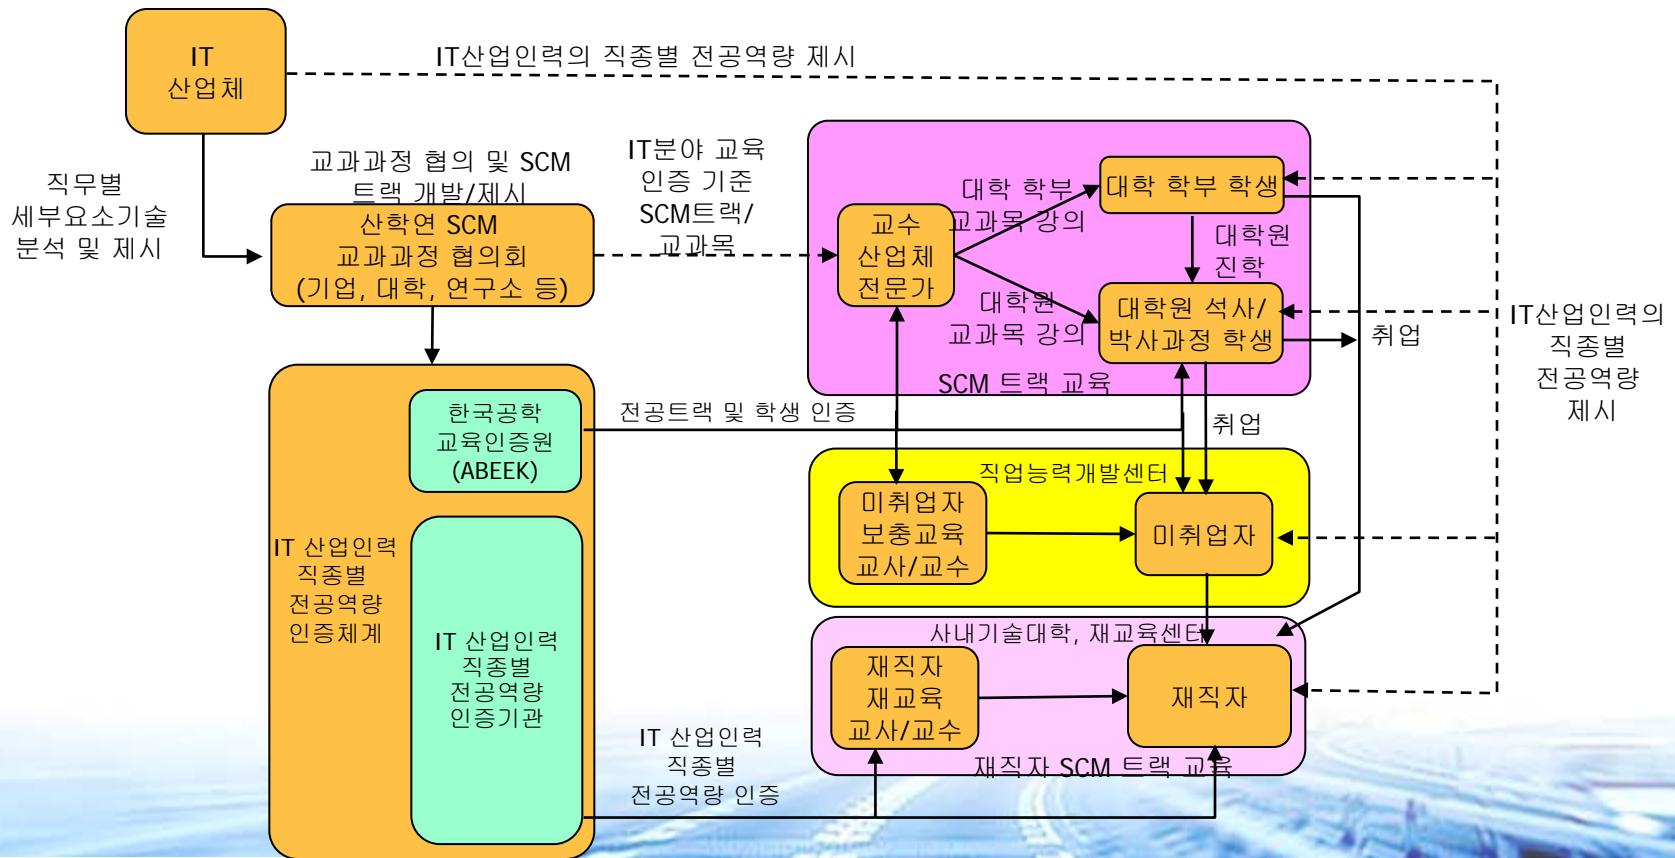 IT
산업체
IT산업인력의 직종별 전공역량 제시
직무별
세부요소기술
분석 및 제시
교과과정 협의 및 SCM
트랙 개발/제시
산학연 SCM
교과과정 협의회
(기업, 대학, 연구소 등)
IT분야 교육
인증 기준
SCM트랙/
교과목
교수
산업체
전문가
대학 학부
교과목 강의
대학 학부 학생
대학원
진학
대학원
교과목 강의
대학원 석사/
박사과정 학생
SCM 트랙 교육
취업
IT산업인력의
직종별
전공역량
제시
한국공학
교육인증원
(ABEEK)
전공트랙 및 학생 인증
취업
직업능력개발센터
미취업자
보충교육
교사/교수
미취업자
IT 산업인력
직종별
전공역량
인증체계
IT 산업인력
직종별
전공역량
인증기관
사내기술대학, 재교육센터
재직자
재교육
교사/교수
재직자
재직자 SCM 트랙 교육
IT 산업인력
직종별
전공역량 인증